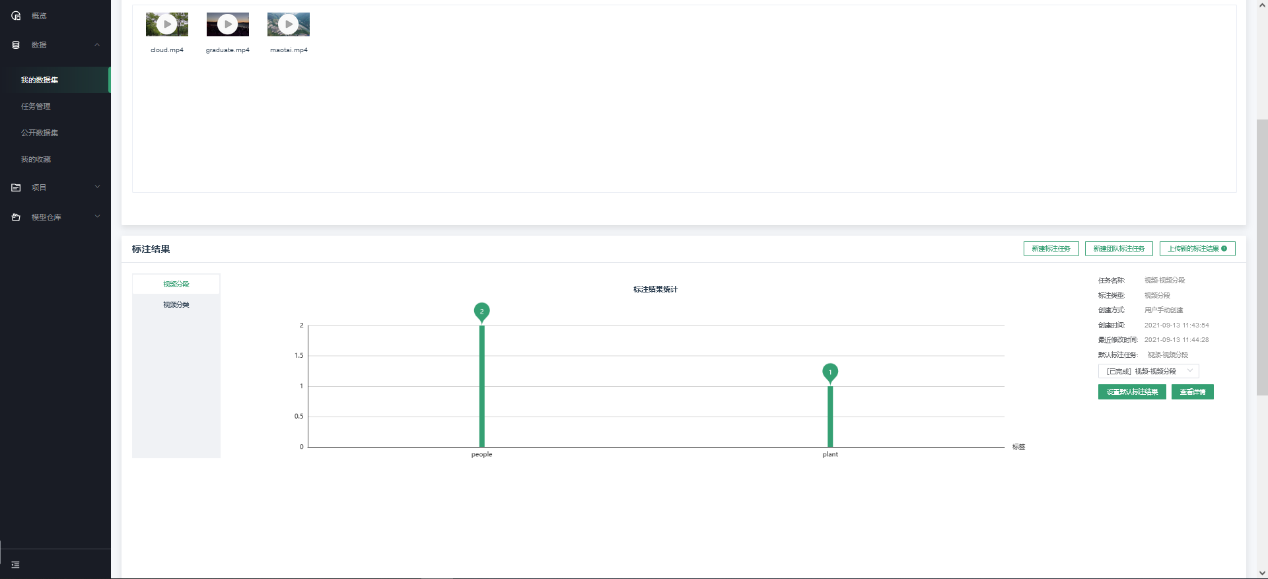 概览
数据
我的数据集
任务管理
公开数据集
我的收藏
项目
模型仓库
cloud.mp4
graduate.mp4
maotai.mp4
标注结果
新建标注任务
新建团队标注任务
上传新的标注结果
视频分段
视频分类
标注结果统计
2
1.5
1
0.5
0
2
1
people
plant
标签
任务名称: 视频-视频分段
标注类型: 视频分段
创建方式: 用户手动创建
创建时间: 2021-09-13 11:43:54
最近修改时间: 2021-09-13 11:44:28
默认标注任务: 视频-视频分段
[已完成] 视频-视频分段
设置默认标注结果
查看详情